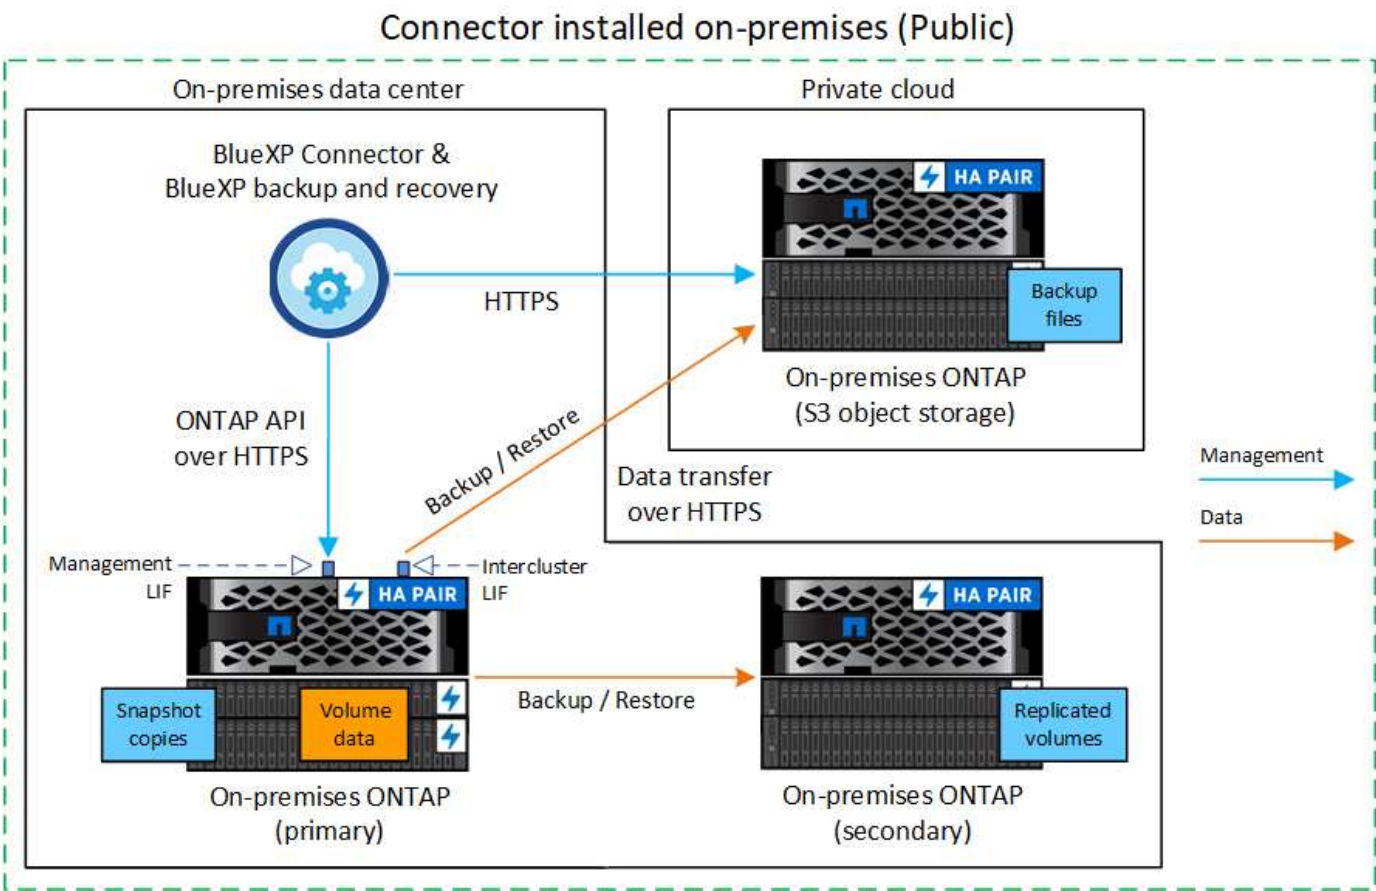 Connector installed on-premises (Public)
On-premises data center
Private cloud
BlueXP Connector &
BlueXP backup and recovery
HA PAIR
HTTPS
Backup
files
On-premises ONTAP
(S3 object storage)
ONTAP API
over HTTPS
Backup / Restore
Data transfer
over HTTPS
Management
Data
Management
LIF
Intercluster
LIF
HA PAIR
HA PAIR
Snapshot
copies
Volume
data
Backup / Restore
Replicated
volumes
On-premises ONTAP
(primary)
On-premises ONTAP
(secondary)